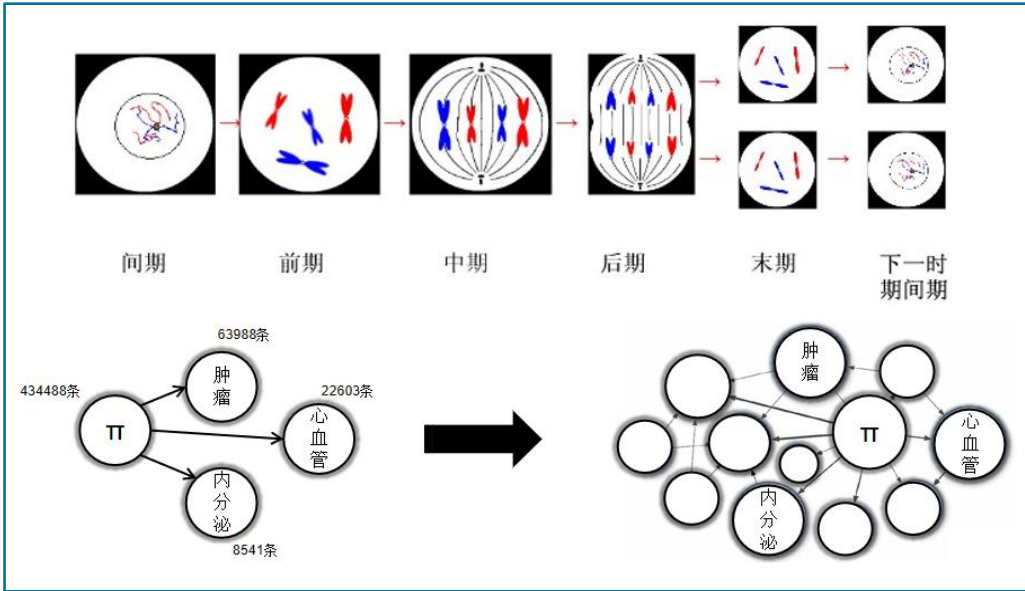 间期
前期
中期
后期
末期
下一时
期间期
63988条
434488条
22603条
肿瘤
π
心血管
内分泌
8541条
肿瘤
π
心血管
内分泌